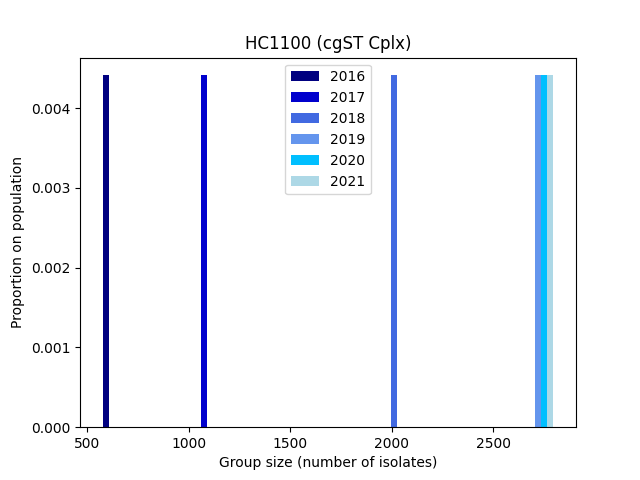 HC1100 (cgST Cplx)
2016
2017
2018
2019
2020
2021
Proportion on population
0.004
0.003
0.002
0.001
0.000
500 1000 1500 2000 2500
Group size (number of isolates)